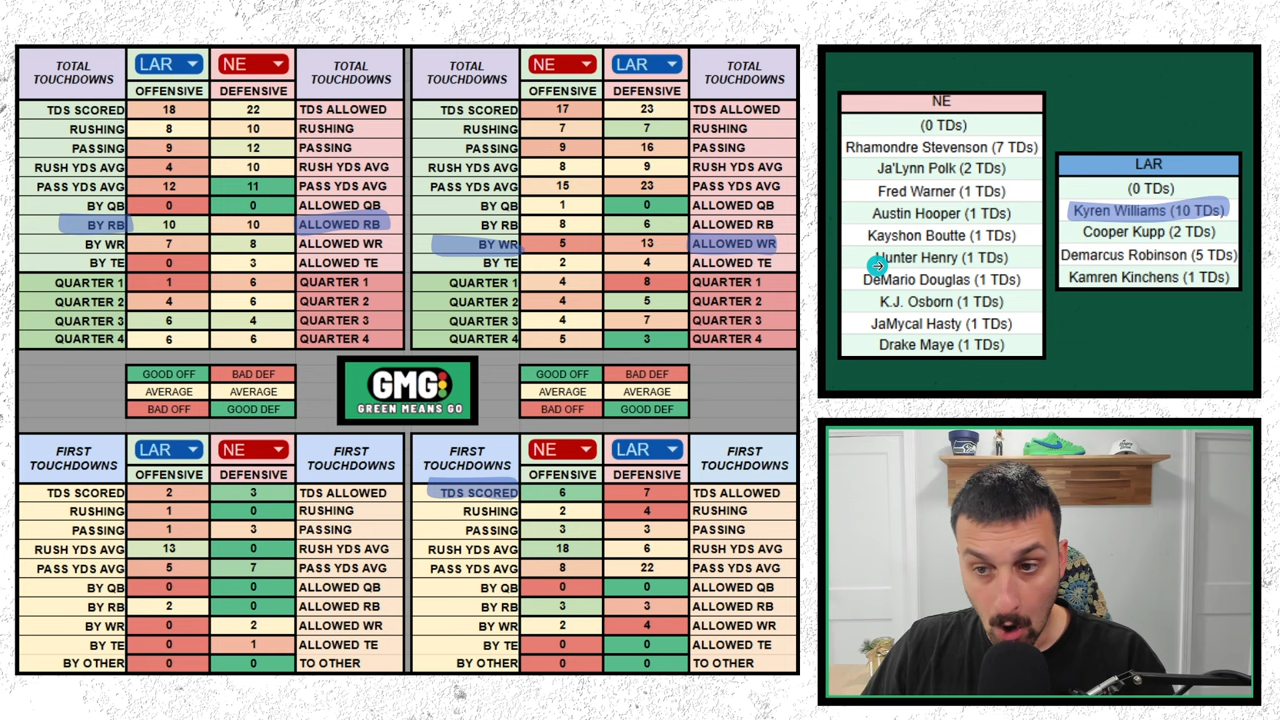 TOTAL TOUCHDOWNS LAR NE TOTAL TOUCHDOWNS
OFFENSIVE DEFENSIVE
TDS SCORED 18 22 TDS ALLOWED
RUSHING 8 10 RUSHING
PASSING 9 12 PASSING
RUSH YDS AVG 4 10 RUSH YDS AVG
PASS YDS AVG 12 11 PASS YDS AVG
BY QB 0 0 ALLOWED QB
BY RB 10 10 ALLOWED RB
BY WR 7 8 ALLOWED WR
BY TE 0 3 ALLOWED TE
QUARTER 1 1 6 QUARTER 1
QUARTER 2 4 6 QUARTER 2
QUARTER 3 6 4 QUARTER 3
QUARTER 4 6 6 QUARTER 4
TOTAL TOUCHDOWNS NE LAR TOTAL TOUCHDOWNS
OFFENSIVE DEFENSIVE
TDS SCORED 17 23 TDS ALLOWED
RUSHING 7 7 RUSHING
PASSING 9 16 PASSING
RUSH YDS AVG 8 9 RUSH YDS AVG
PASS YDS AVG 15 23 PASS YDS AVG
BY QB 1 0 ALLOWED QB
BY RB 8 6 ALLOWED RB
BY WR 5 13 ALLOWED WR
BY TE 2 4 ALLOWED TE
QUARTER 1 4 8 QUARTER 1
QUARTER 2 4 5 QUARTER 2
QUARTER 3 4 7 QUARTER 3
QUARTER 4 5 3 QUARTER 4
GOOD OFF BAD DEF
AVERAGE AVERAGE
BAD OFF GOOD DEF
GMG
GREEN MEANS GO
GOOD OFF BAD DEF
AVERAGE AVERAGE
BAD OFF GOOD DEF
FIRST TOUCHDOWNS LAR NE FIRST TOUCHDOWNS
OFFENSIVE DEFENSIVE
TDS SCORED 2 3 TDS ALLOWED
RUSHING 1 0 RUSHING
PASSING 1 3 PASSING
RUSH YDS AVG 13 0 RUSH YDS AVG
PASS YDS AVG 5 7 PASS YDS AVG
BY QB 0 0 ALLOWED QB
BY RB 2 0 ALLOWED RB
BY WR 0 2 ALLOWED WR
BY TE 0 1 ALLOWED TE
BY OTHER 0 0 TO OTHER
FIRST TOUCHDOWNS NE LAR FIRST TOUCHDOWNS
OFFENSIVE DEFENSIVE
TDS SCORED 6 7 TDS ALLOWED
RUSHING 2 4 RUSHING
PASSING 3 3 PASSING
RUSH YDS AVG 18 6 RUSH YDS AVG
PASS YDS AVG 8 22 PASS YDS AVG
BY QB 0 0 ALLOWED QB
BY RB 3 3 ALLOWED RB
BY WR 2 4 ALLOWED WR
BY TE 0 0 ALLOWED TE
BY OTHER 0 0 TO OTHER
NE
(0 TDs)
Rhamondre Stevenson (7 TDs)
Ja'Lynn Polk (2 TDs)
Fred Warner (1 TDs)
Austin Hooper (1 TDs)
Kayshon Boutte (1 TDs)
Hunter Henry (1 TDs)
DeMario Douglas (1 TDs)
K.J. Osborn (1 TDs)
JaMycal Hasty (1 TDs)
Drake Maye (1 TDs)
LAR
(0 TDs)
Kyren Williams (10 TDs)
Cooper Kupp (2 TDs)
Demarcus Robinson (5 TDs)
Kamren Kinchens (1 TDs)